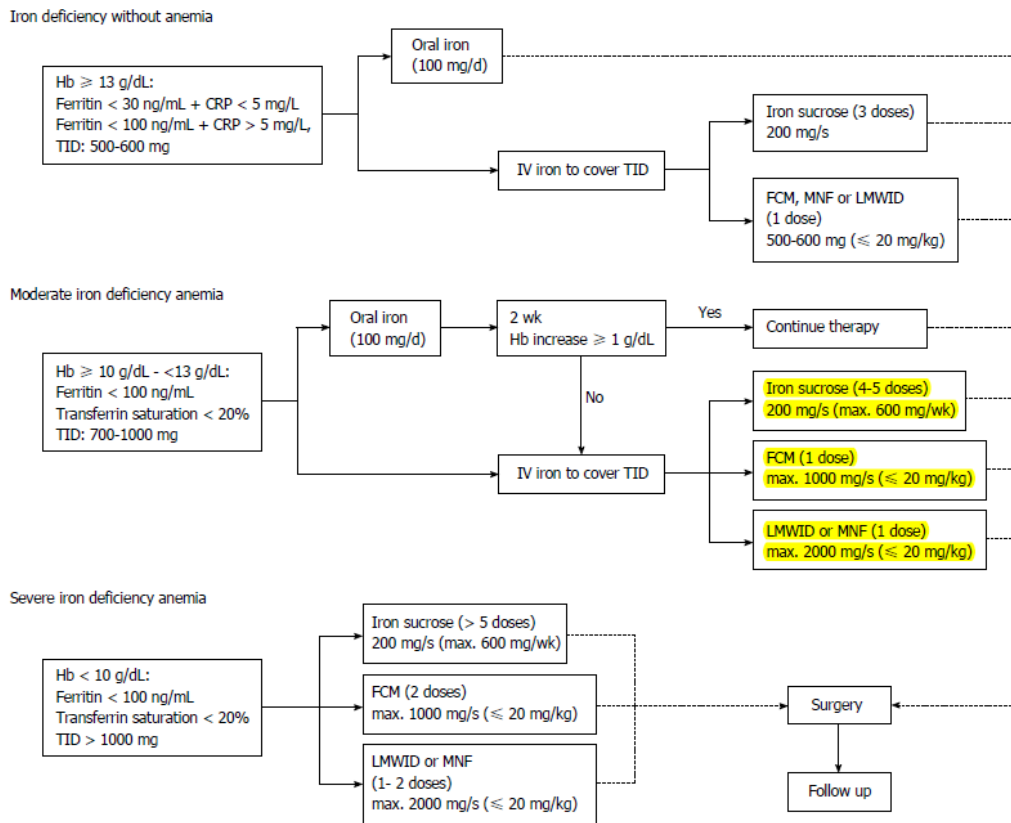 Iron deficiency without anemia
Oral iron
(100 mg/d)
Hb ≥ 13 g/dL:
Ferritin < 30 ng/mL + CRP < 5 mg/L
Ferritin < 100 ng/mL + CRP > 5 mg/L,
TID: 500-600 mg
IV iron to cover TID
Iron sucrose (3 doses)
200 mg/s
FCM, MNF or LMWID
(1 dose)
500-600 mg (⩽ 20 mg/kg)
Moderate iron deficiency anemia
Hb ≥ 10 g/dL - <13 g/dL:
Ferritin < 100 ng/mL
Transferrin saturation < 20%
TID: 700-1000 mg
Oral iron
(100 mg/d)
2 wk
Hb increase ≥ 1 g/dL
Yes
Continue therapy
No
IV iron to cover TID
Iron sucrose (4-5 doses)
200 mg/s (max. 600 mg/wk)
FCM (1 dose)
max. 1000 mg/s (⩽ 20 mg/kg)
LMWID or MNF (1 dose)
max. 2000 mg/s (⩽ 20 mg/kg)
Severe iron deficiency anemia
Hb < 10 g/dL:
Ferritin < 100 ng/mL
Transferrin saturation < 20%
TID > 1000 mg
Iron sucrose (> 5 doses)
200 mg/s (max. 600 mg/wk)
FCM (2 doses)
max. 1000 mg/s (⩽ 20 mg/kg)
LMWID or MNF
(1- 2 doses)
max. 2000 mg/s (⩽ 20 mg/kg)
Surgery
Follow up